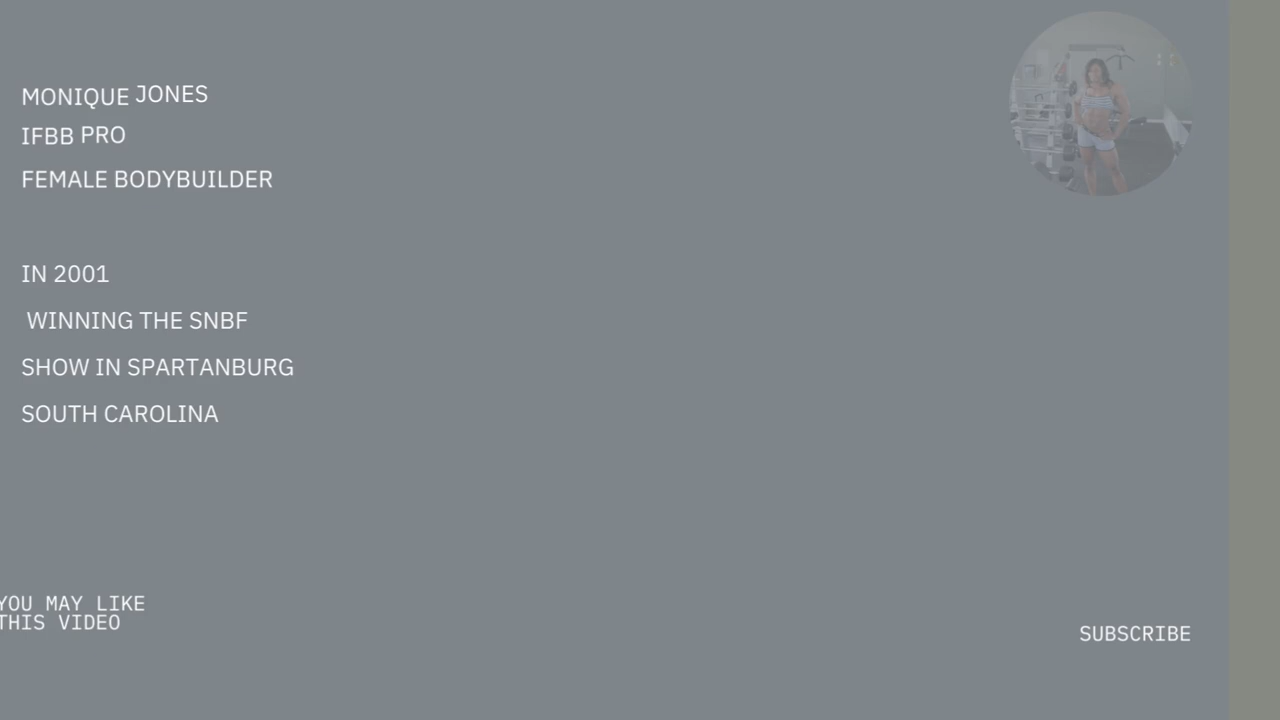 MONIQUE JONES
IFBB PRO
FEMALE BODYBUILDER
IN 2001
WINNING THE SNBF
SHOW IN SPARTANBURG
SOUTH CAROLINA
YOU MAY LIKE
THIS VIDEO
SUBSCRIBE